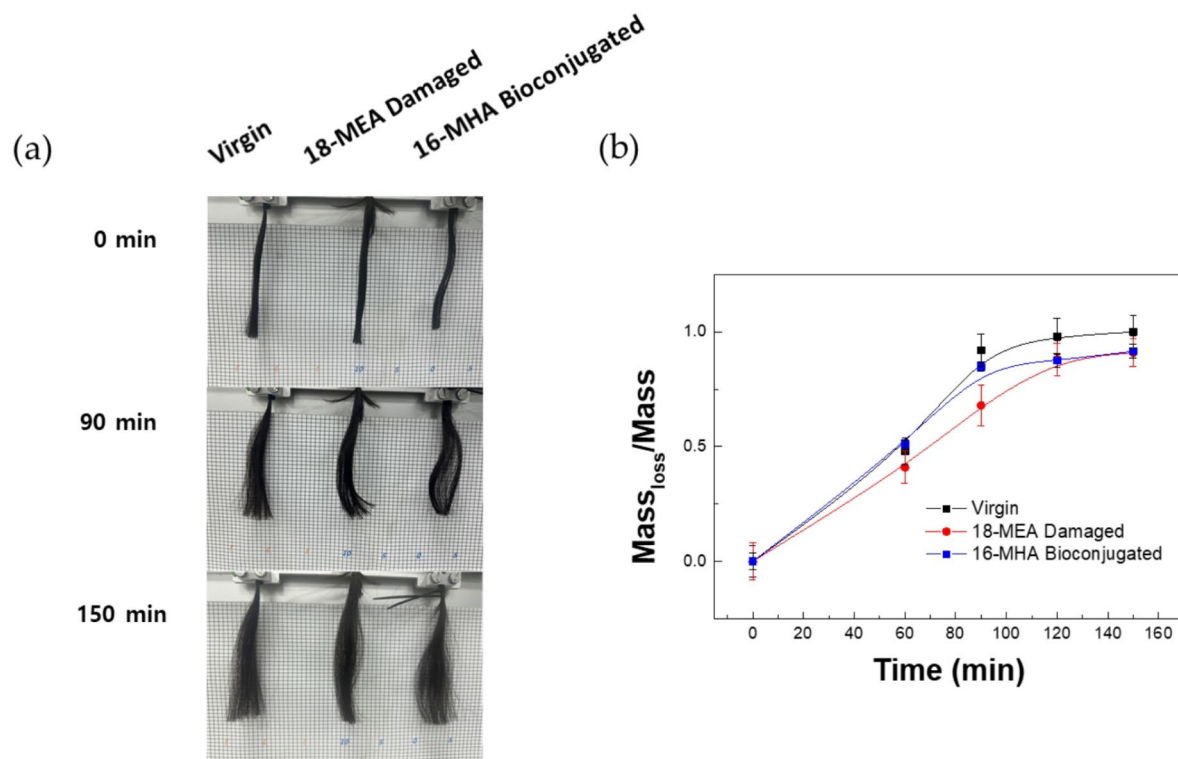 (a)
Virgin
18-MEA Damaged
16-MHA Bioconjugated
0 min
90 min
150 min
(b)
Mass_loss/Mass
1.0
0.5
0.0
Virgin
18-MEA Damaged
16-MHA Bioconjugated
0 20 40 60 80 100 120 140 160
Time (min)